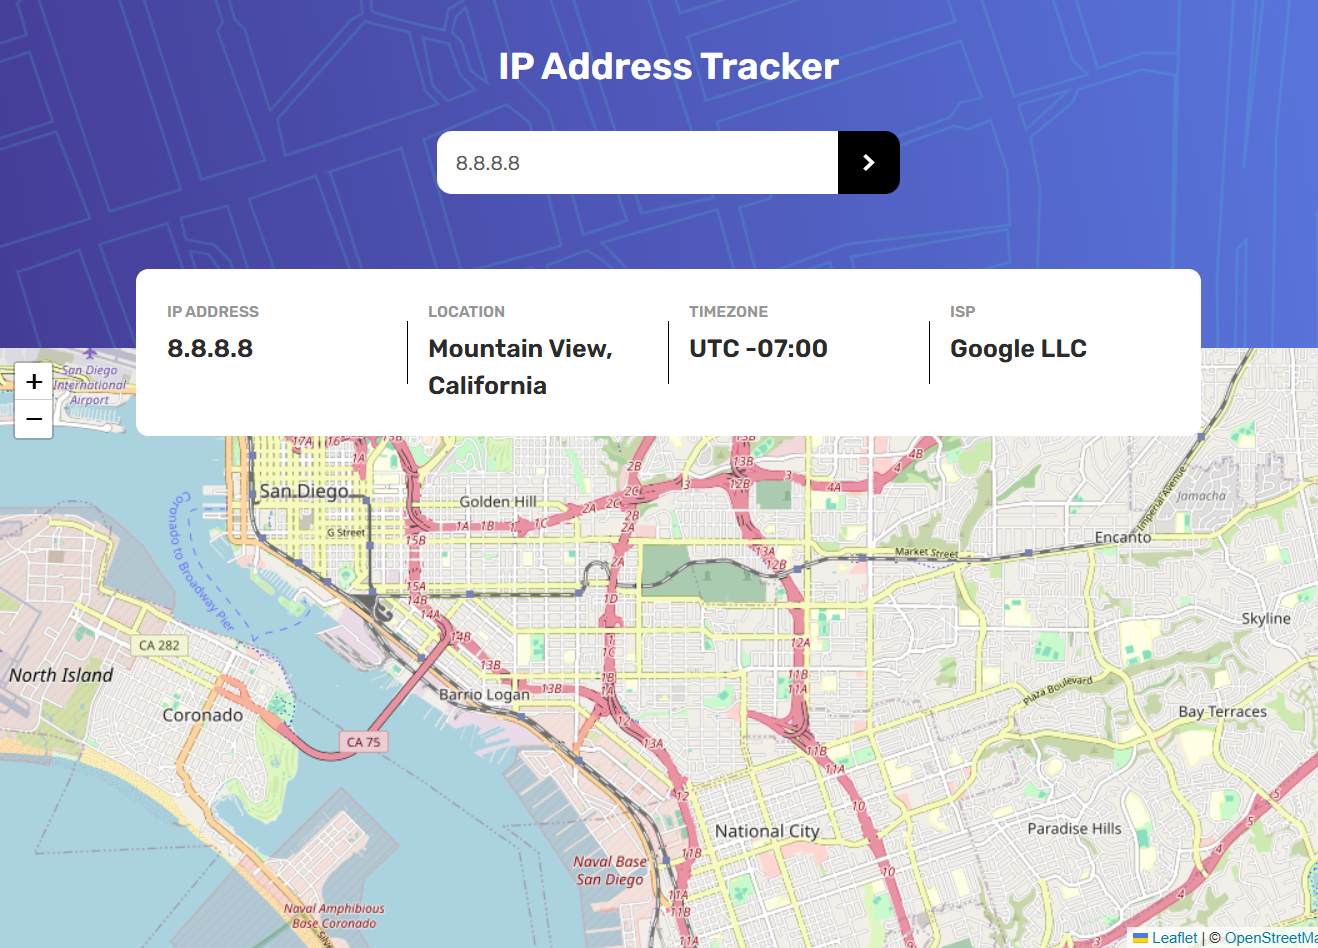 IP Address Tracker
8.8.8.8
IP ADDRESS
8.8.8.8
LOCATION
Mountain View,
California
TIMEZONE
UTC -07:00
ISP
Google LLC
+
−
San Diego
International
Airport
17A
16
15B
1A
2B
13B
13B
4B
3
4
3
12B
4A
2C
San Diego
Golden Hill
2A
2C
2B
1A
1B
1C
2A
Jamacha
Imperial Avenue
G Street
15B
Encanto
Market Street
13A
12B
2A
Coronado to Broadway Pier
15A
14B
14A
1D
14B
Skyline
CA 282
1C
12A
13B
1B
11B
North Island
Barrio Logan
13B
1A
11A
Plaza Boulevard
Coronado
12
Bay Terraces
CA 75
13A
11B
11A
12
10
5
5
National City
Paradise Hills
4
11B
Naval Base
San Diego
10
4
11A
11B
Naval Amphibious
Base Coronado
11A
Leaflet | © OpenStreetMa